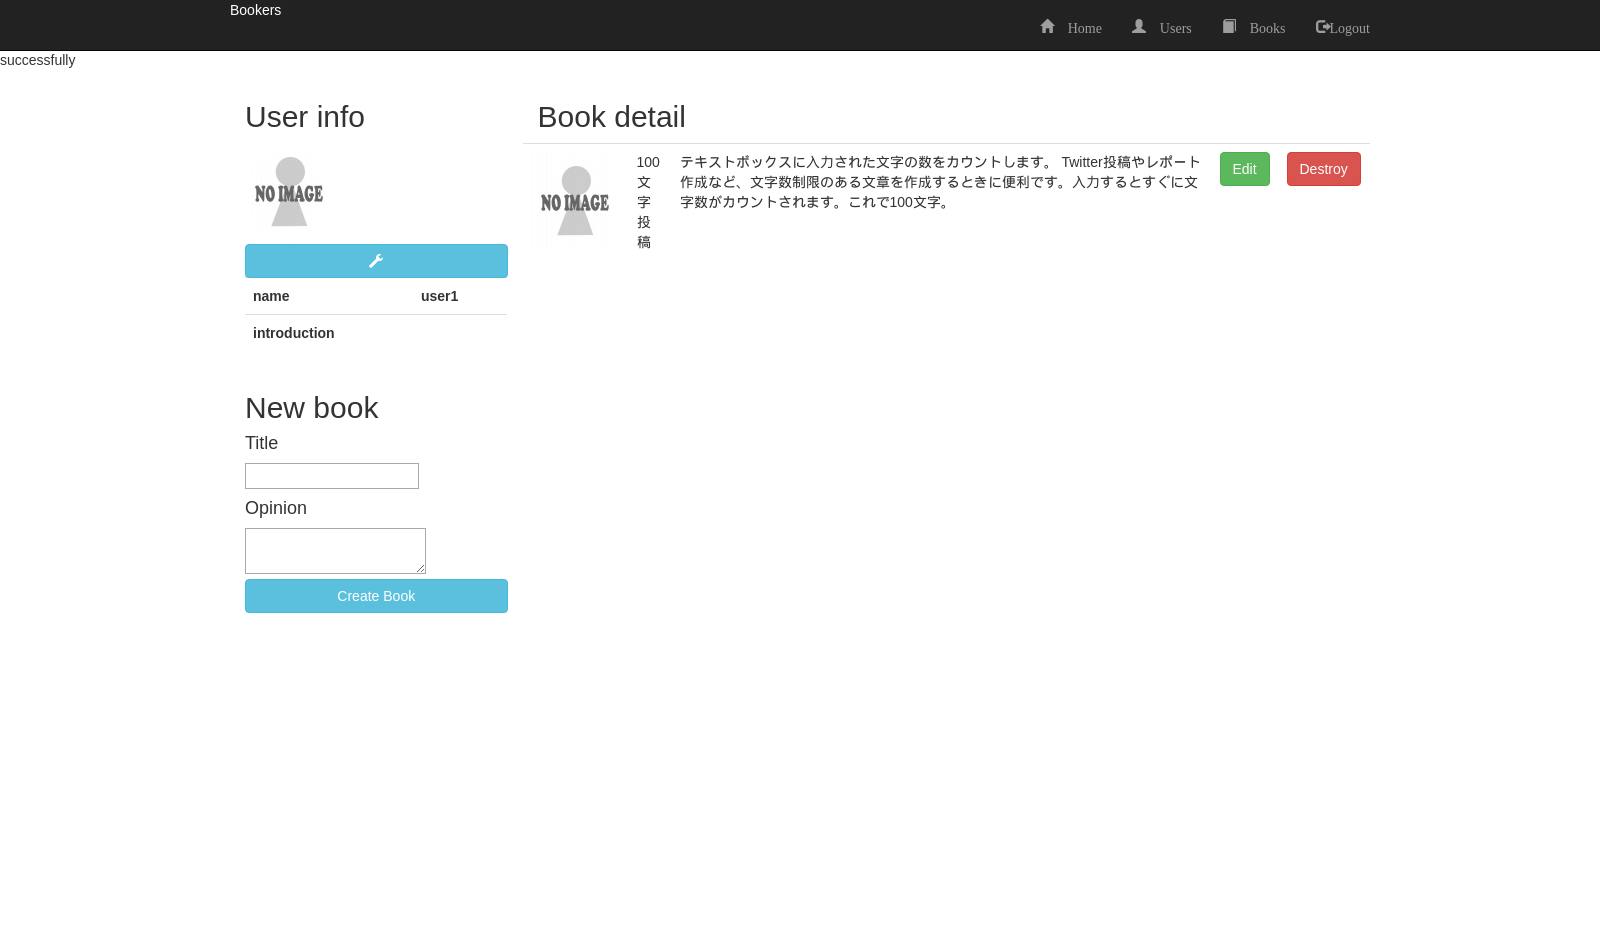 Bookers
Home Users Books Logout
successfully
User info
NO IMAGE
name user1
introduction
New book
Title
Opinion
Create Book
Book detail
NO IMAGE
100
文
字
投
稿
テキストボックスに入力された文字の数をカウントします。 Twitter投稿やレポート
作成など、文字数制限のある文章を作成するときに便利です。入力するとすぐに文
字数がカウントされます。これで100文字。
Edit
Destroy